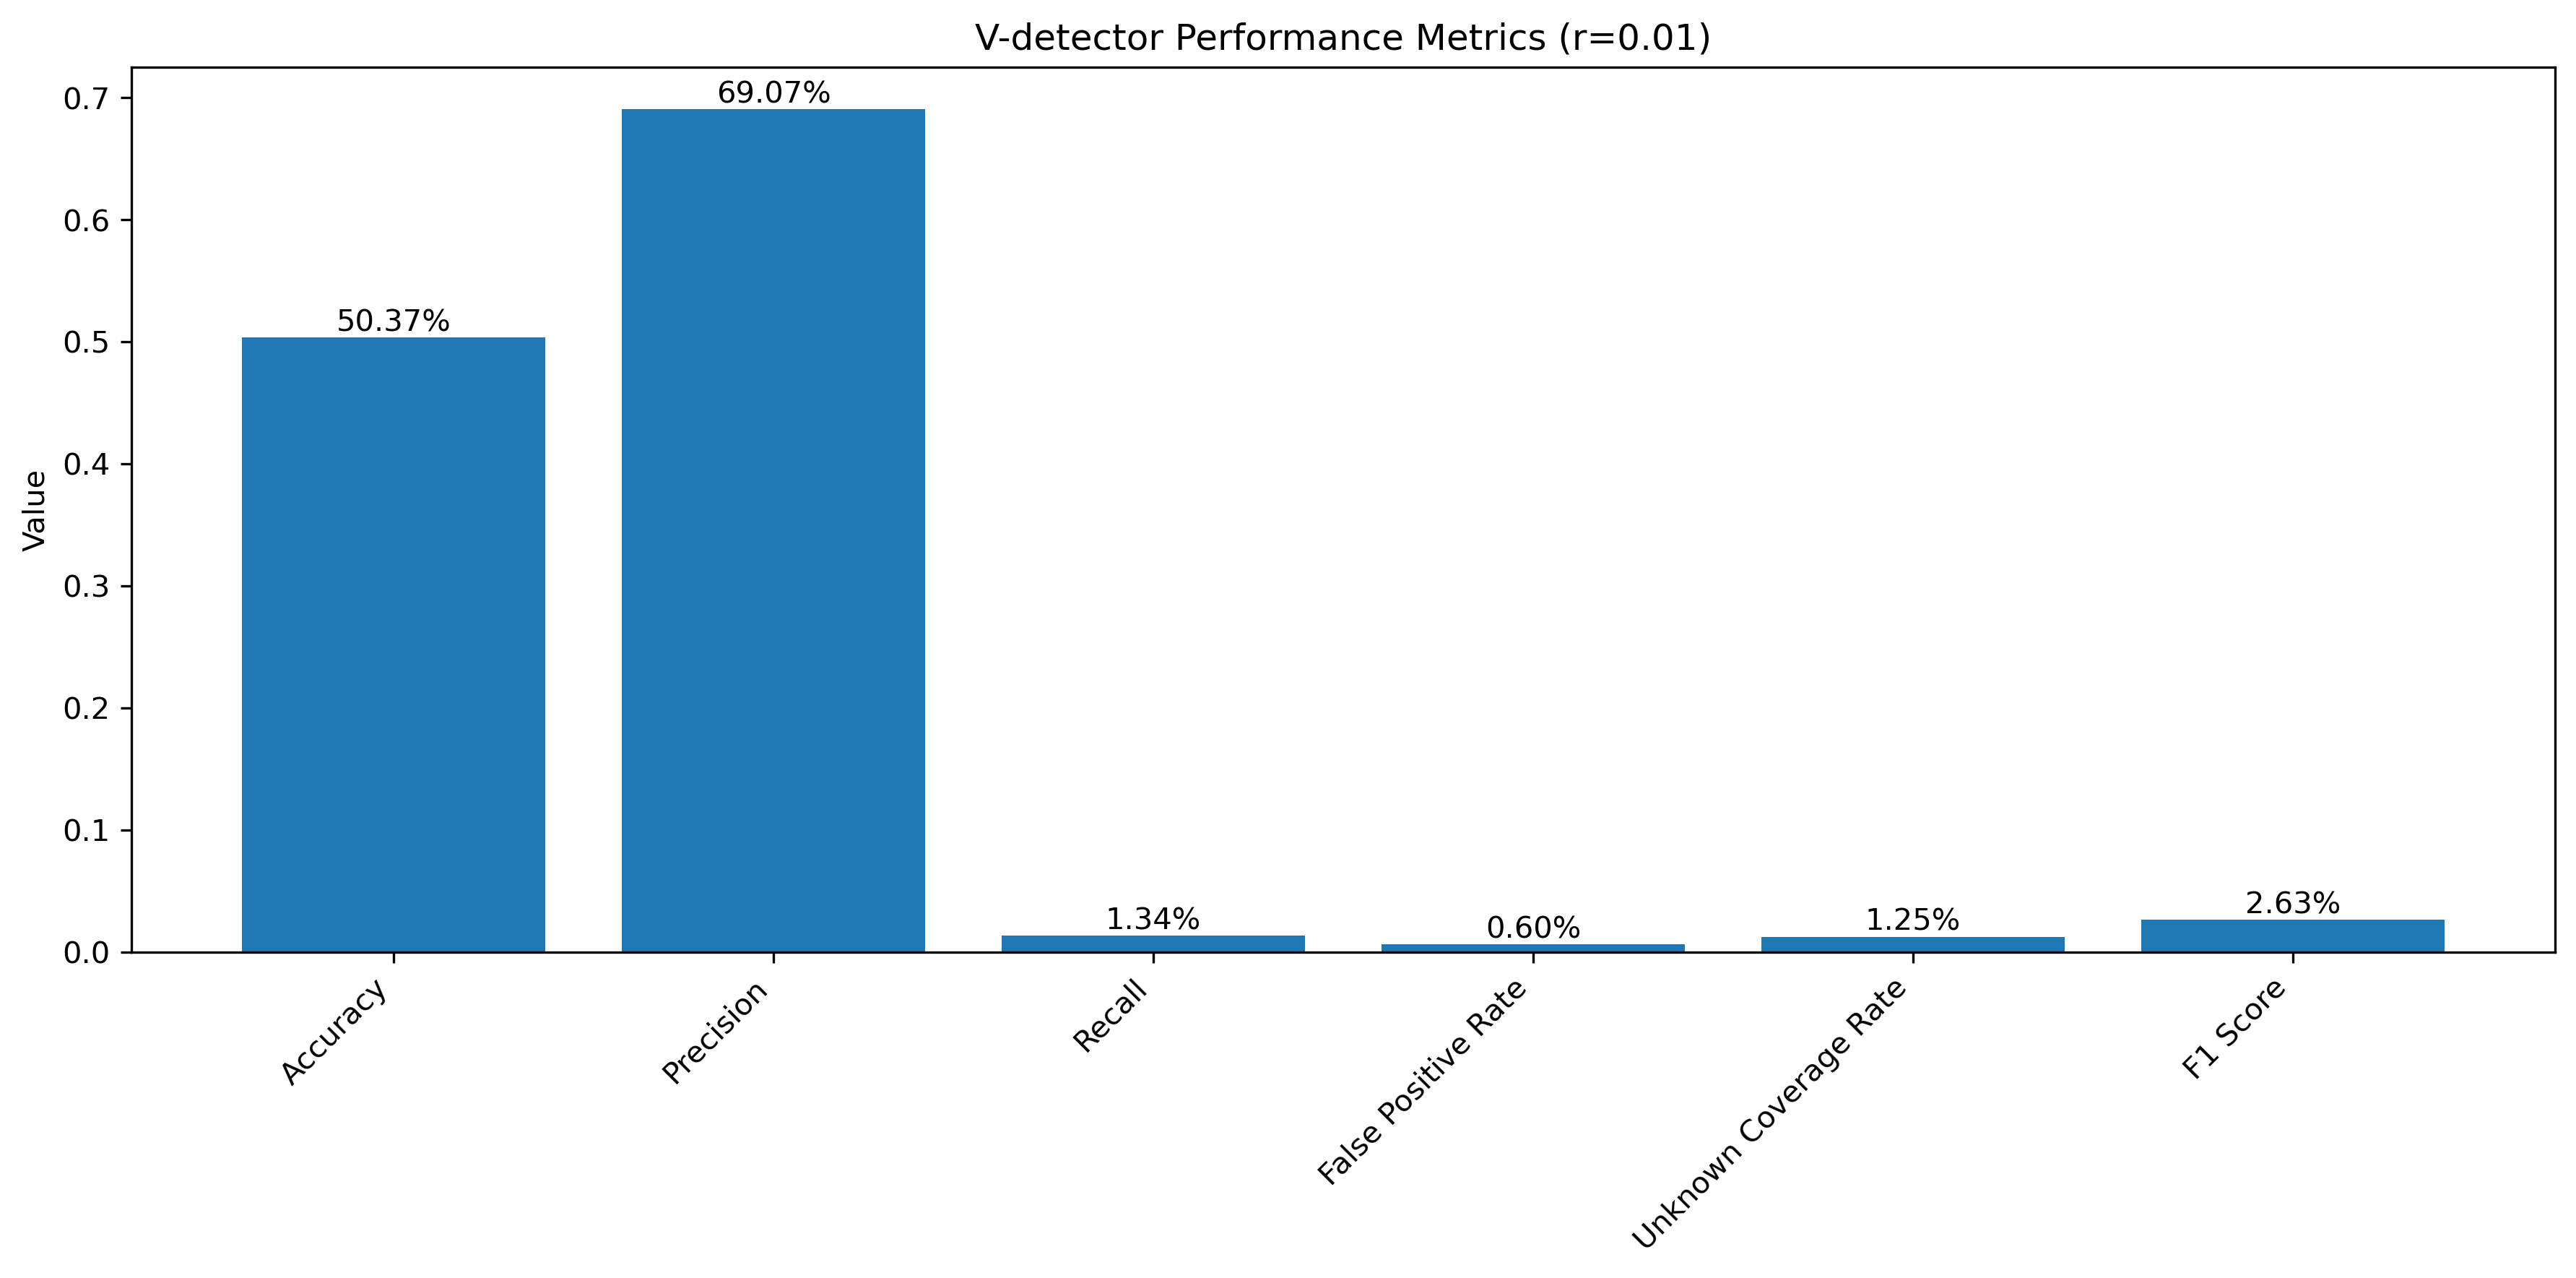 V-detector Performance Metrics (r=0.01)
Value
0.7
0.6
0.5
0.4
0.3
0.2
0.1
0.0
50.37%
69.07%
1.34%
0.60%
1.25%
2.63%
Accuracy
Precision
Recall
False Positive Rate
Unknown Coverage Rate
F1 Score